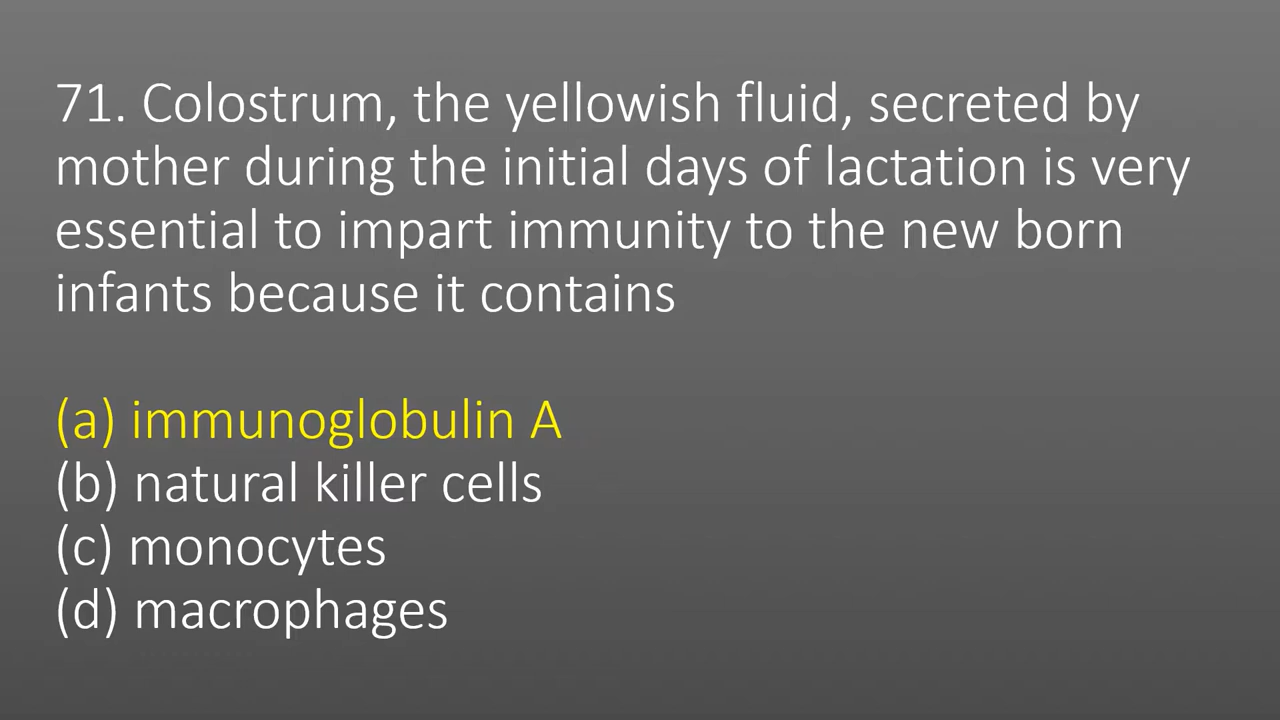 71. Colostrum, the yellowish fluid, secreted by
mother during the initial days of lactation is very
essential to impart immunity to the new born
infants because it contains
(a) immunoglobulin A
(b) natural killer cells
(c) monocytes
(d) macrophages